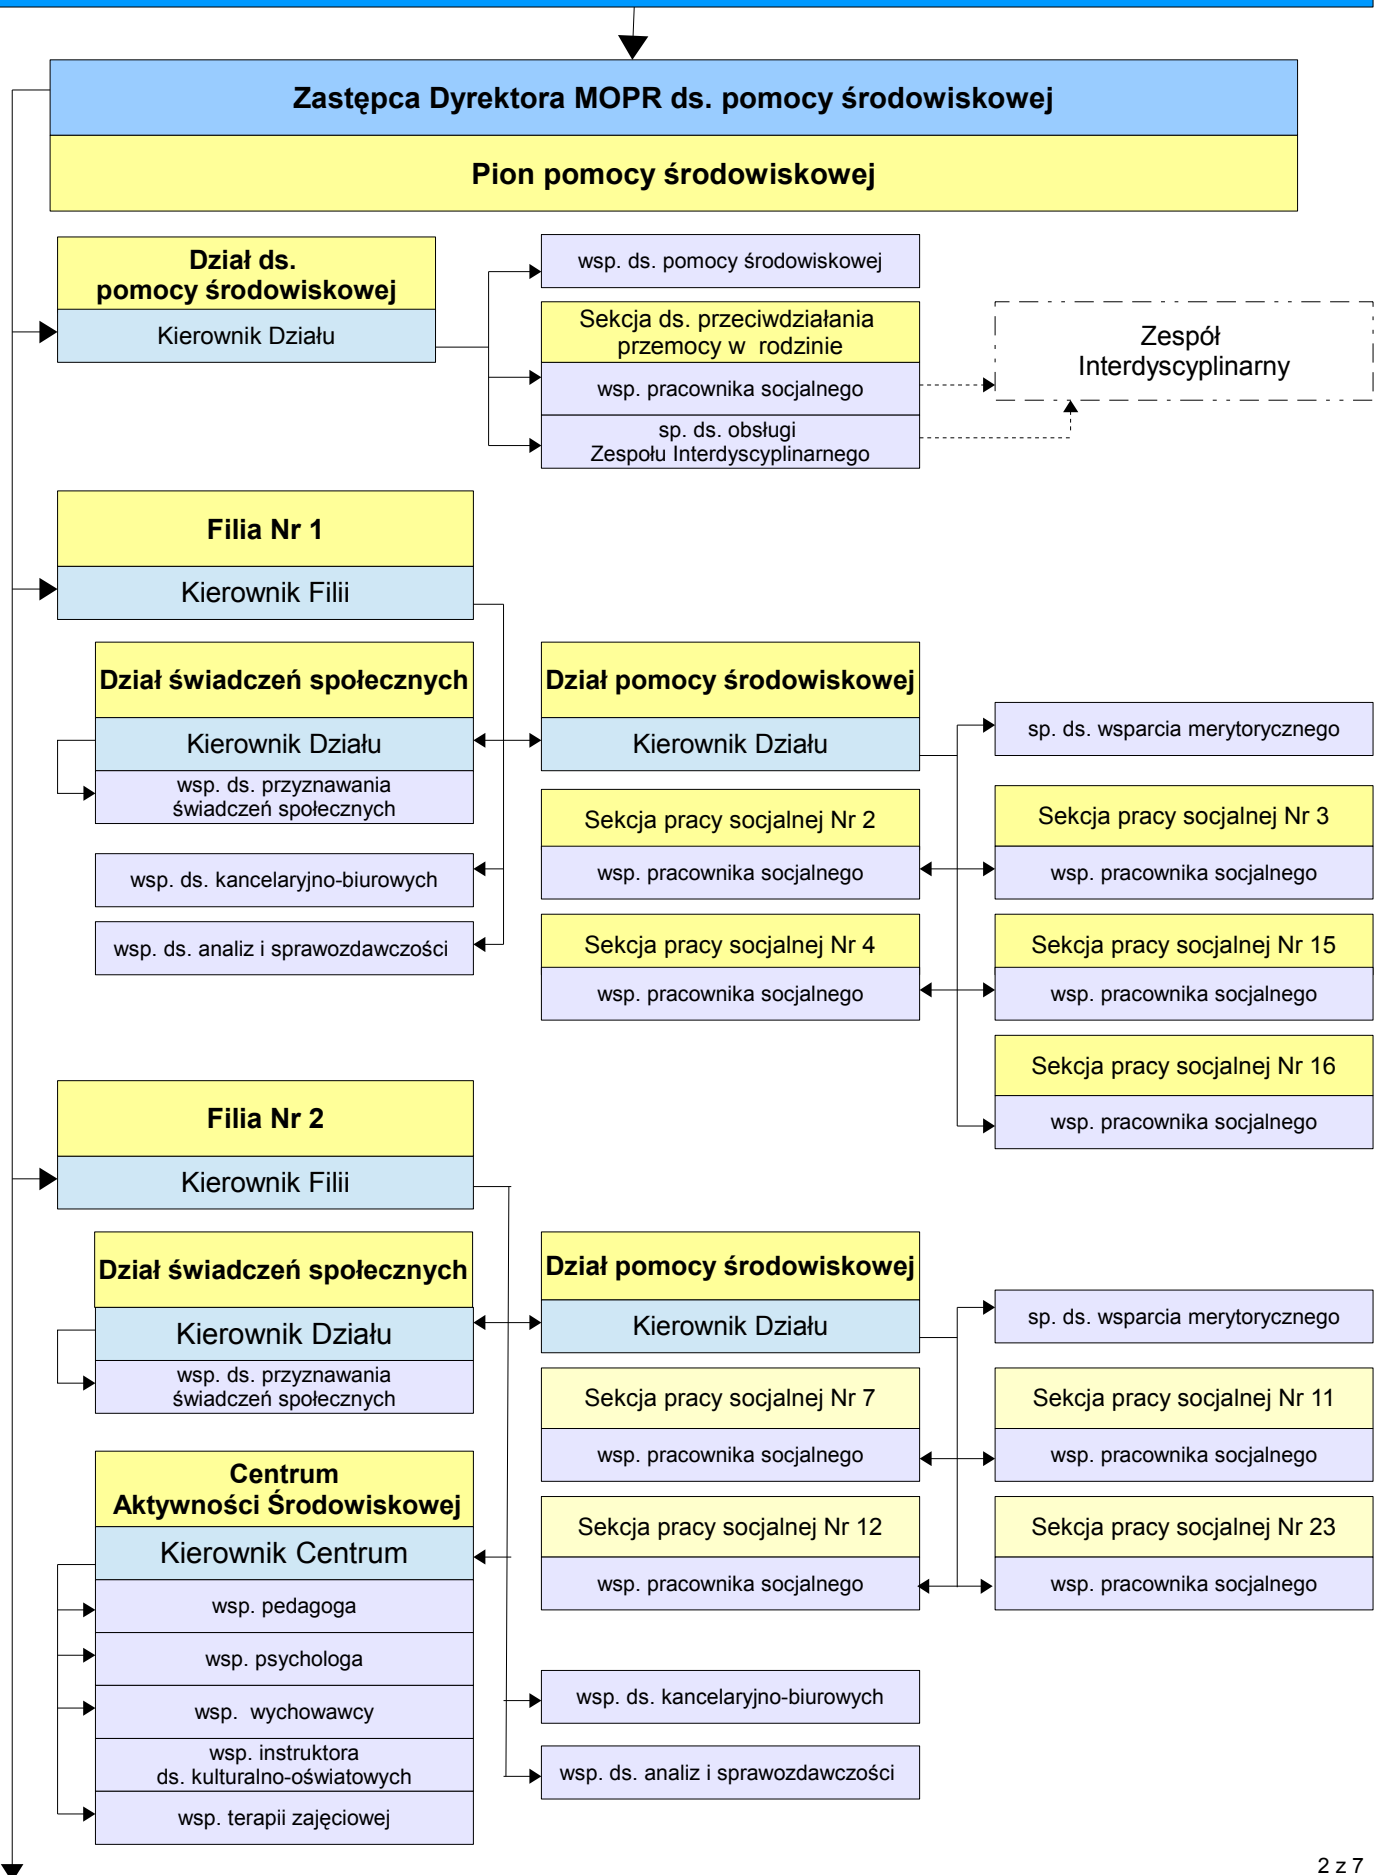 Zastępca Dyrektora MOPR ds. pomocy środowiskowej
Pion pomocy środowiskowej
Dział ds.
pomocy środowiskowej
Kierownik Działu
wsp. ds. pomocy środowiskowej
Sekcja ds. przeciwdziałania
przemocy w rodzinie
wsp. pracownika socjalnego
sp. ds. obsługi
Zespołu Interdyscyplinarnego
Zespół
Interdyscyplinarny
Filia Nr 1
Kierownik Filii
Dział świadczeń społecznych
Kierownik Działu
wsp. ds. przyznawania
świadczeń społecznych
wsp. ds. kancelaryjno-biurowych
wsp. ds. analiz i sprawozdawczości
Dział pomocy środowiskowej
Kierownik Działu
sp. ds. wsparcia merytorycznego
Sekcja pracy socjalnej Nr 2
wsp. pracownika socjalnego
Sekcja pracy socjalnej Nr 3
wsp. pracownika socjalnego
Sekcja pracy socjalnej Nr 4
wsp. pracownika socjalnego
Sekcja pracy socjalnej Nr 15
wsp. pracownika socjalnego
Sekcja pracy socjalnej Nr 16
wsp. pracownika socjalnego
Filia Nr 2
Kierownik Filii
Dział świadczeń społecznych
Kierownik Działu
wsp. ds. przyznawania
świadczeń społecznych
Centrum
Aktywności Środowiskowej
Kierownik Centrum
wsp. pedagoga
wsp. psychologa
wsp. wychowawcy
wsp. instruktora
ds. kulturalno-oświatowych
wsp. terapii zajęciowej
Dział pomocy środowiskowej
Kierownik Działu
sp. ds. wsparcia merytorycznego
Sekcja pracy socjalnej Nr 7
wsp. pracownika socjalnego
Sekcja pracy socjalnej Nr 11
wsp. pracownika socjalnego
Sekcja pracy socjalnej Nr 12
wsp. pracownika socjalnego
Sekcja pracy socjalnej Nr 23
wsp. pracownika socjalnego
wsp. ds. kancelaryjno-biurowych
wsp. ds. analiz i sprawozdawczości
2 z 7